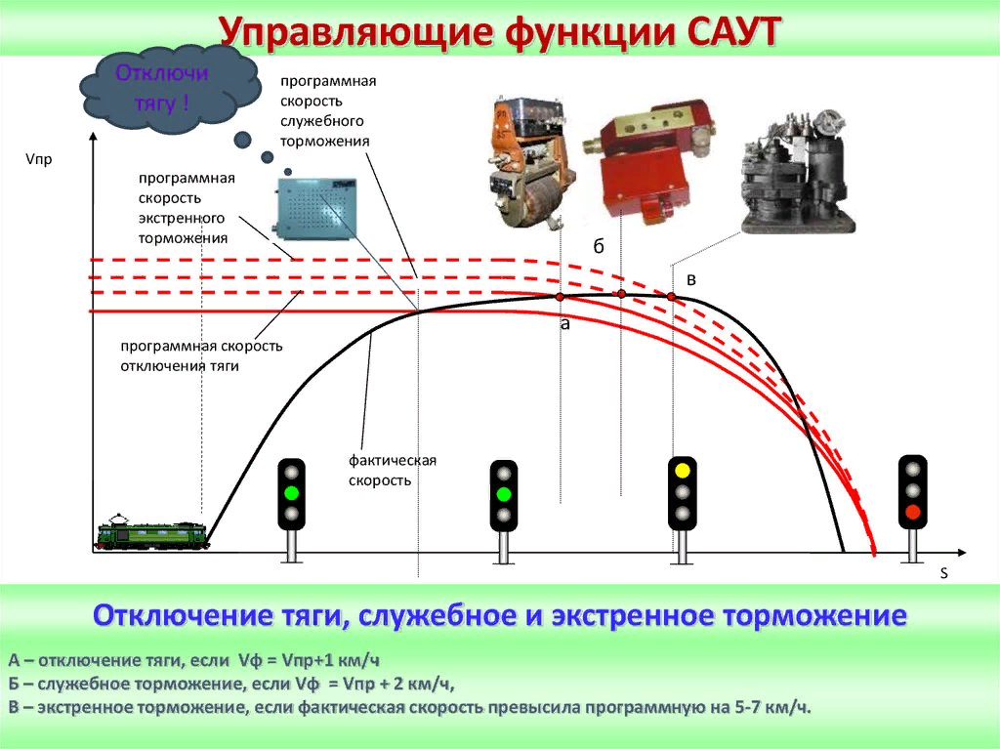 Управляющие функции САУТ
Отключи
тягу !
программная
скорость
служебного
торможения
Vпр
программная
скорость
экстренного
торможения
б
в
а
программная скорость
отключения тяги
фактическая
скорость
S
Отключение тяги, служебное и экстренное торможение
А – отключение тяги, если Vф = Vпр+1 км/ч
Б – служебное торможение, если Vф = Vпр + 2 км/ч,
В – экстренное торможение, если фактическая скорость превысила программную на 5-7 км/ч.